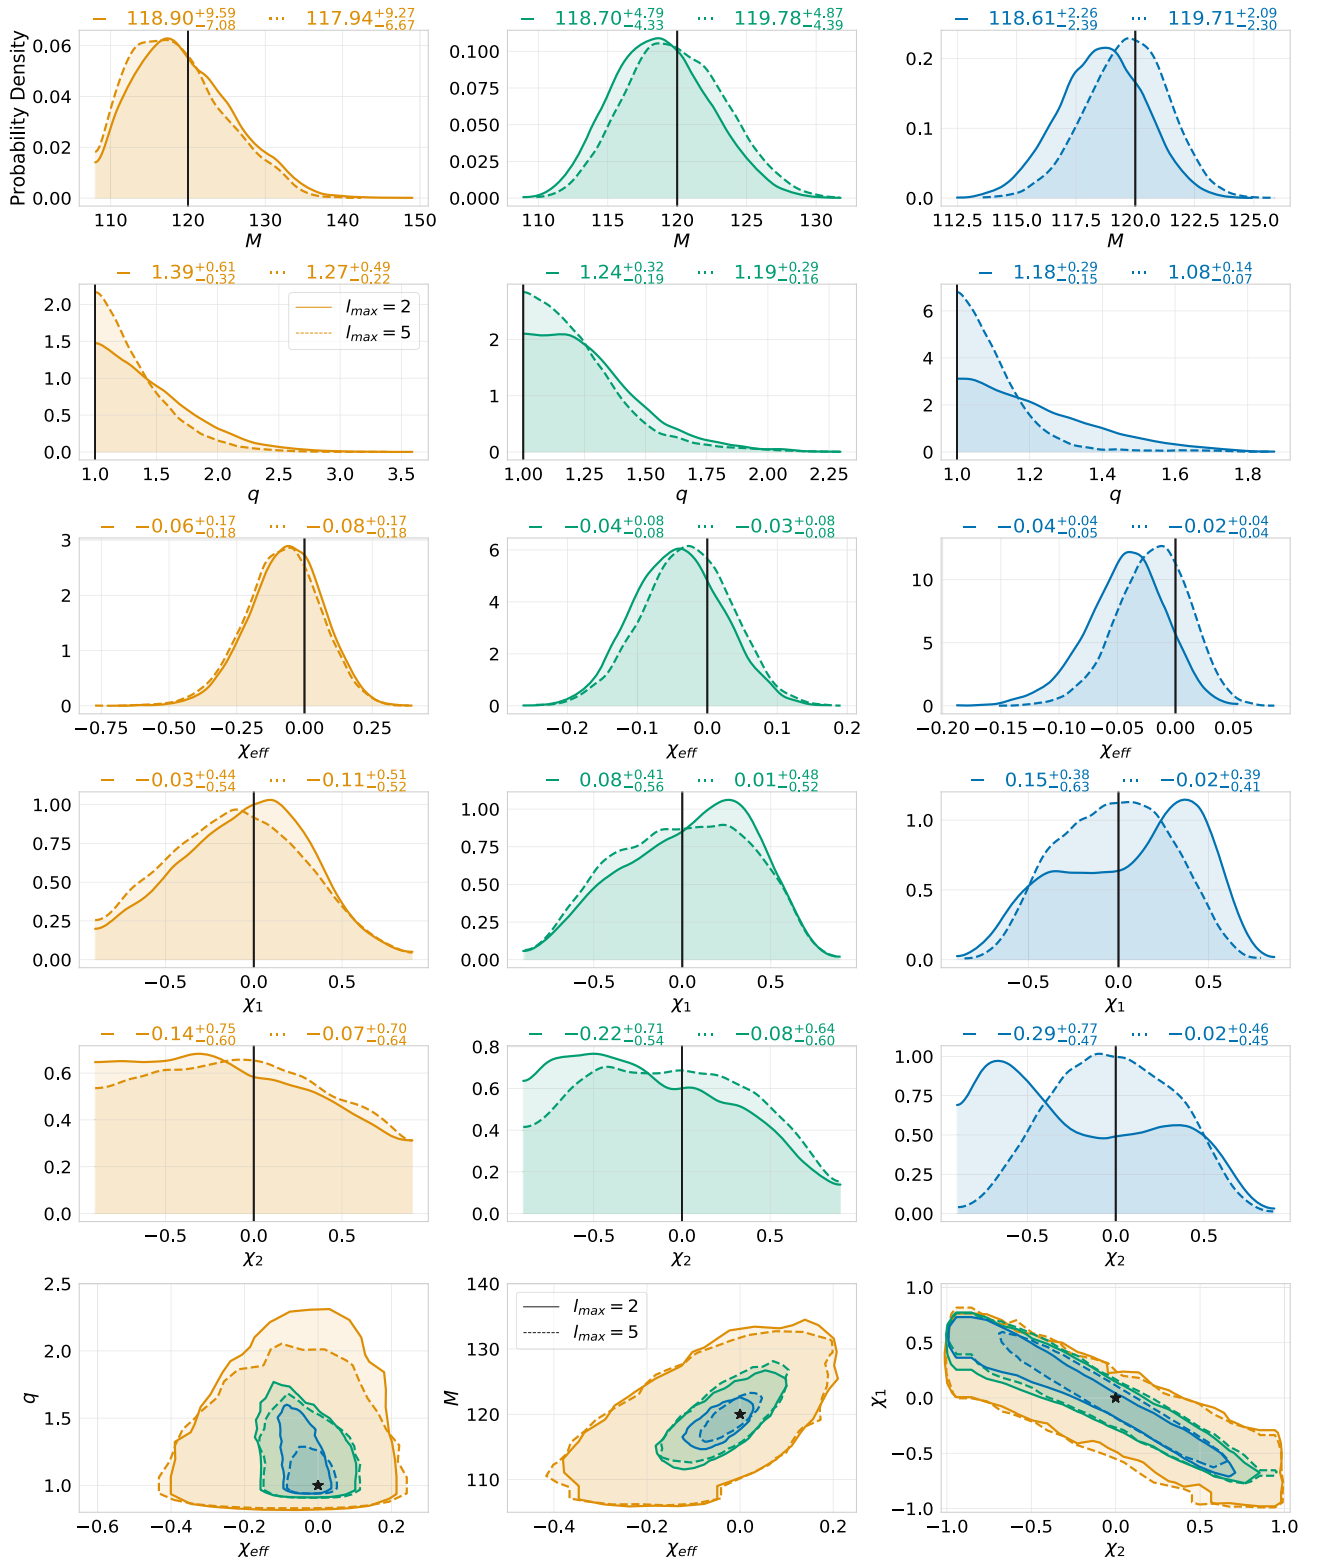 − 118.90+9.59−7.08 ··· 117.94+9.27−6.67
− 118.70+4.79−4.33 ··· 119.78+4.87−4.39
− 118.61+2.26−2.39 ··· 119.71+2.09−2.30
Probability Density
0.06
0.04
0.02
0.00
110 120 130 140 150
M
0.100
0.075
0.050
0.025
0.000
110 115 120 125 130
M
0.2
0.1
0.0
112.5 115.0 117.5 120.0 122.5 125.0
M
− 1.39+0.61−0.32 ··· 1.27+0.49−0.22
− 1.24+0.32−0.19 ··· 1.19+0.29−0.16
− 1.18+0.29−0.15 ··· 1.08+0.14−0.07
2.0
1.5
1.0
0.5
0.0
lmax = 2
lmax = 5
1.0 1.5 2.0 2.5 3.0 3.5
q
2
1
0
1.00 1.25 1.50 1.75 2.00 2.25
q
6
4
2
0
1.0 1.2 1.4 1.6 1.8
q
− −0.06+0.17−0.18 ··· −0.08+0.17−0.18
− −0.04+0.08−0.08 ··· −0.03+0.08−0.08
− −0.04+0.04−0.05 ··· −0.02+0.04−0.04
3
2
1
0
−0.75 −0.50 −0.25 0.00 0.25
χeff
6
4
2
0
−0.2 −0.1 0.0 0.1 0.2
χeff
10
5
0
−0.20 −0.15 −0.10 −0.05 0.00 0.05
χeff
− −0.03+0.44−0.54 ··· −0.11+0.51−0.52
− 0.08+0.41−0.56 ··· 0.01+0.48−0.52
− 0.15+0.38−0.63 ··· −0.02+0.39−0.41
1.00
0.75
0.50
0.25
0.00
−0.5 0.0 0.5
χ1
1.00
0.75
0.50
0.25
0.00
−0.5 0.0 0.5
χ1
1.0
0.5
0.0
−0.5 0.0 0.5
χ1
− −0.14+0.75−0.60 ··· −0.07+0.70−0.64
− −0.22+0.71−0.54 ··· −0.08+0.64−0.60
− −0.29+0.77−0.47 ··· −0.02+0.46−0.45
0.6
0.4
0.2
0.0
−0.5 0.0 0.5
χ2
0.8
0.6
0.4
0.2
0.0
−0.5 0.0 0.5
χ2
1.00
0.75
0.50
0.25
0.00
−0.5 0.0 0.5
χ2
2.5
2.0
q
1.5
1.0
−0.6 −0.4 −0.2 0.0 0.2
χeff
140
130
M
120
110
lmax = 2
lmax = 5
−0.4 −0.2 0.0 0.2
χeff
1.0
0.5
χ1
0.0
−0.5
−1.0
−1.0 −0.5 0.0 0.5 1.0
χ2